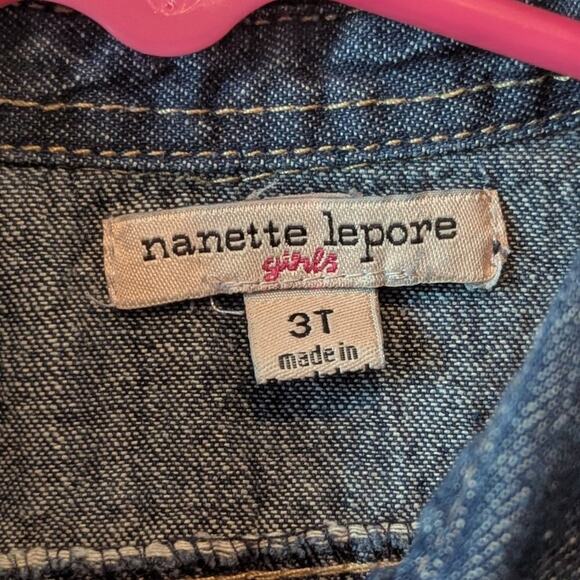 nanette lepore
girls
3T
made in